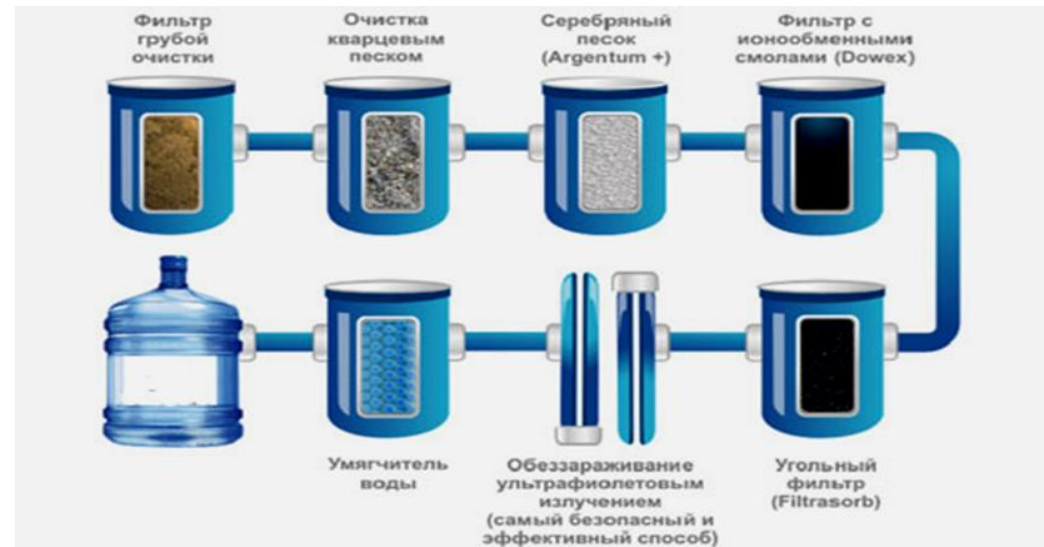 Фильтр
грубой
очистки
Очистка
кварцевым
песком
Серебряный
песок
(Argentum +)
Фильтр с
ионообменными
смолами (Dowex)
Умягчитель
воды
Обеззараживание
ультрафиолетовым
излучением
(самый безопасный и
эффективный способ)
Угольный
фильтр
(Filtrasorb)